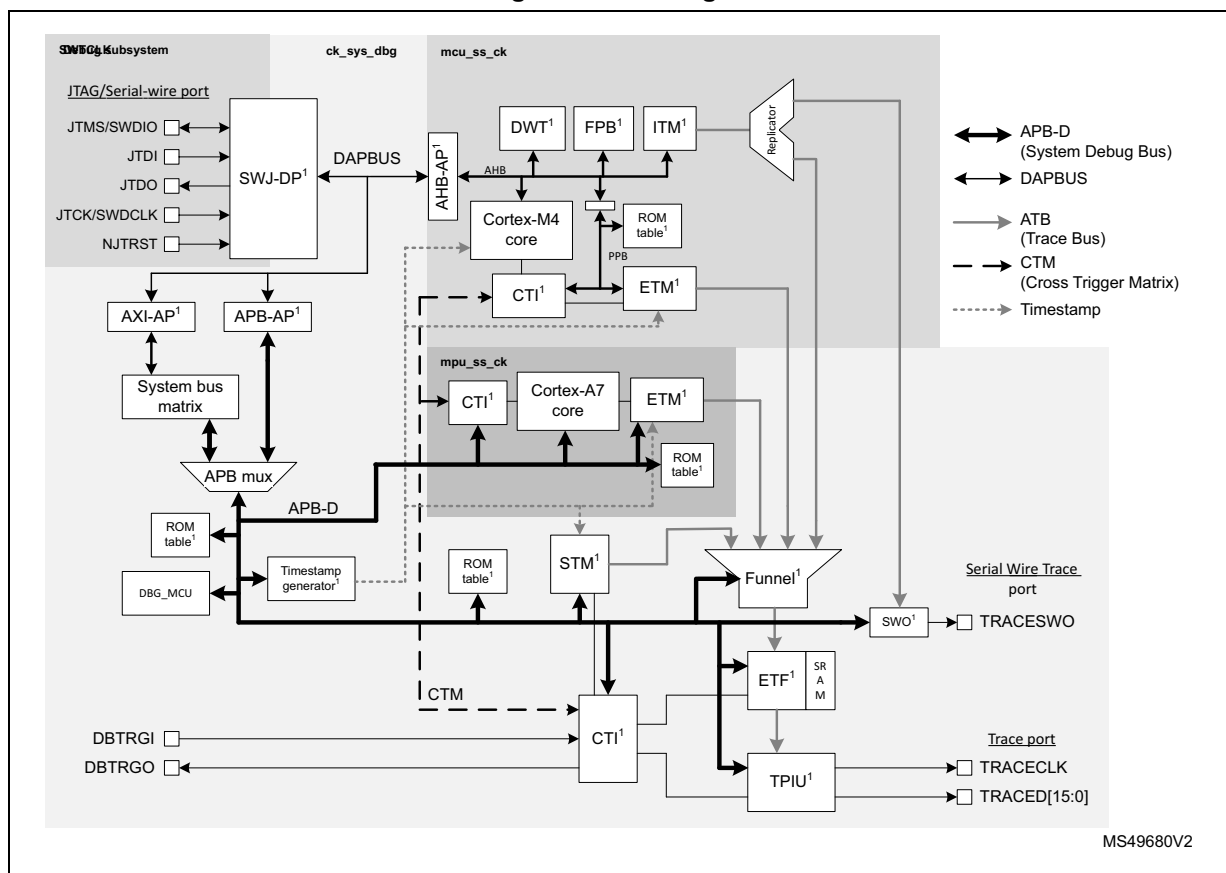 Debug subsystem
SWTCLK
ck_sys_dbg
mcu_ss_ck
JTAG/Serial-wire port
JTMS/SWDIO
JTDI
JTDO
JTCK/SWDCLK
NJTRST
SWJ-DP1
DAPBUS
AHB-AP1
AHB
DWT1
FPB1
ITM1
Replicator
Cortex-M4
core
ROM
table1
PPB
CTI1
ETM1
APB-D
(System Debug Bus)
DAPBUS
ATB
(Trace Bus)
CTM
(Cross Trigger Matrix)
Timestamp
AXI-AP1
APB-AP1
System bus
matrix
APB mux
mpu_ss_ck
CTI1
Cortex-A7
core
ETM1
ROM
table1
APB-D
ROM
table1
DBG_MCU
Timestamp
generator1
ROM
table1
STM1
Funnel1
Serial Wire Trace
port
SWO1
TRACESWO
ETF1
SR
A
M
CTM
CTI1
DBTRGI
DBTRGO
TPIU1
Trace port
TRACECLK
TRACED[15:0]
MS49680V2